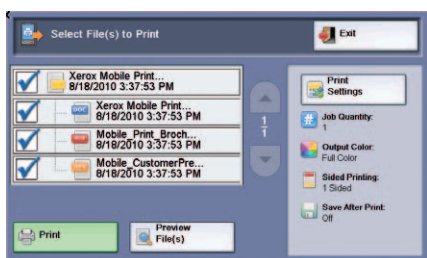 Select File(s) to Print
Exit
Xerox Mobile Print...
8/18/2010 3:37:53 PM
DOC
Xerox Mobile Print...
8/18/2010 3:37:53 PM
Mobile_Print_Broch...
8/18/2010 3:37:53 PM
Mobile_CustomerPre...
8/18/2010 3:37:53 PM
1
1
Print
Settings
Job Quantity:
1
Output Color:
Full Color
Sided Printing:
1 Sided
Save After Print:
Off
Print
Preview
File(s)